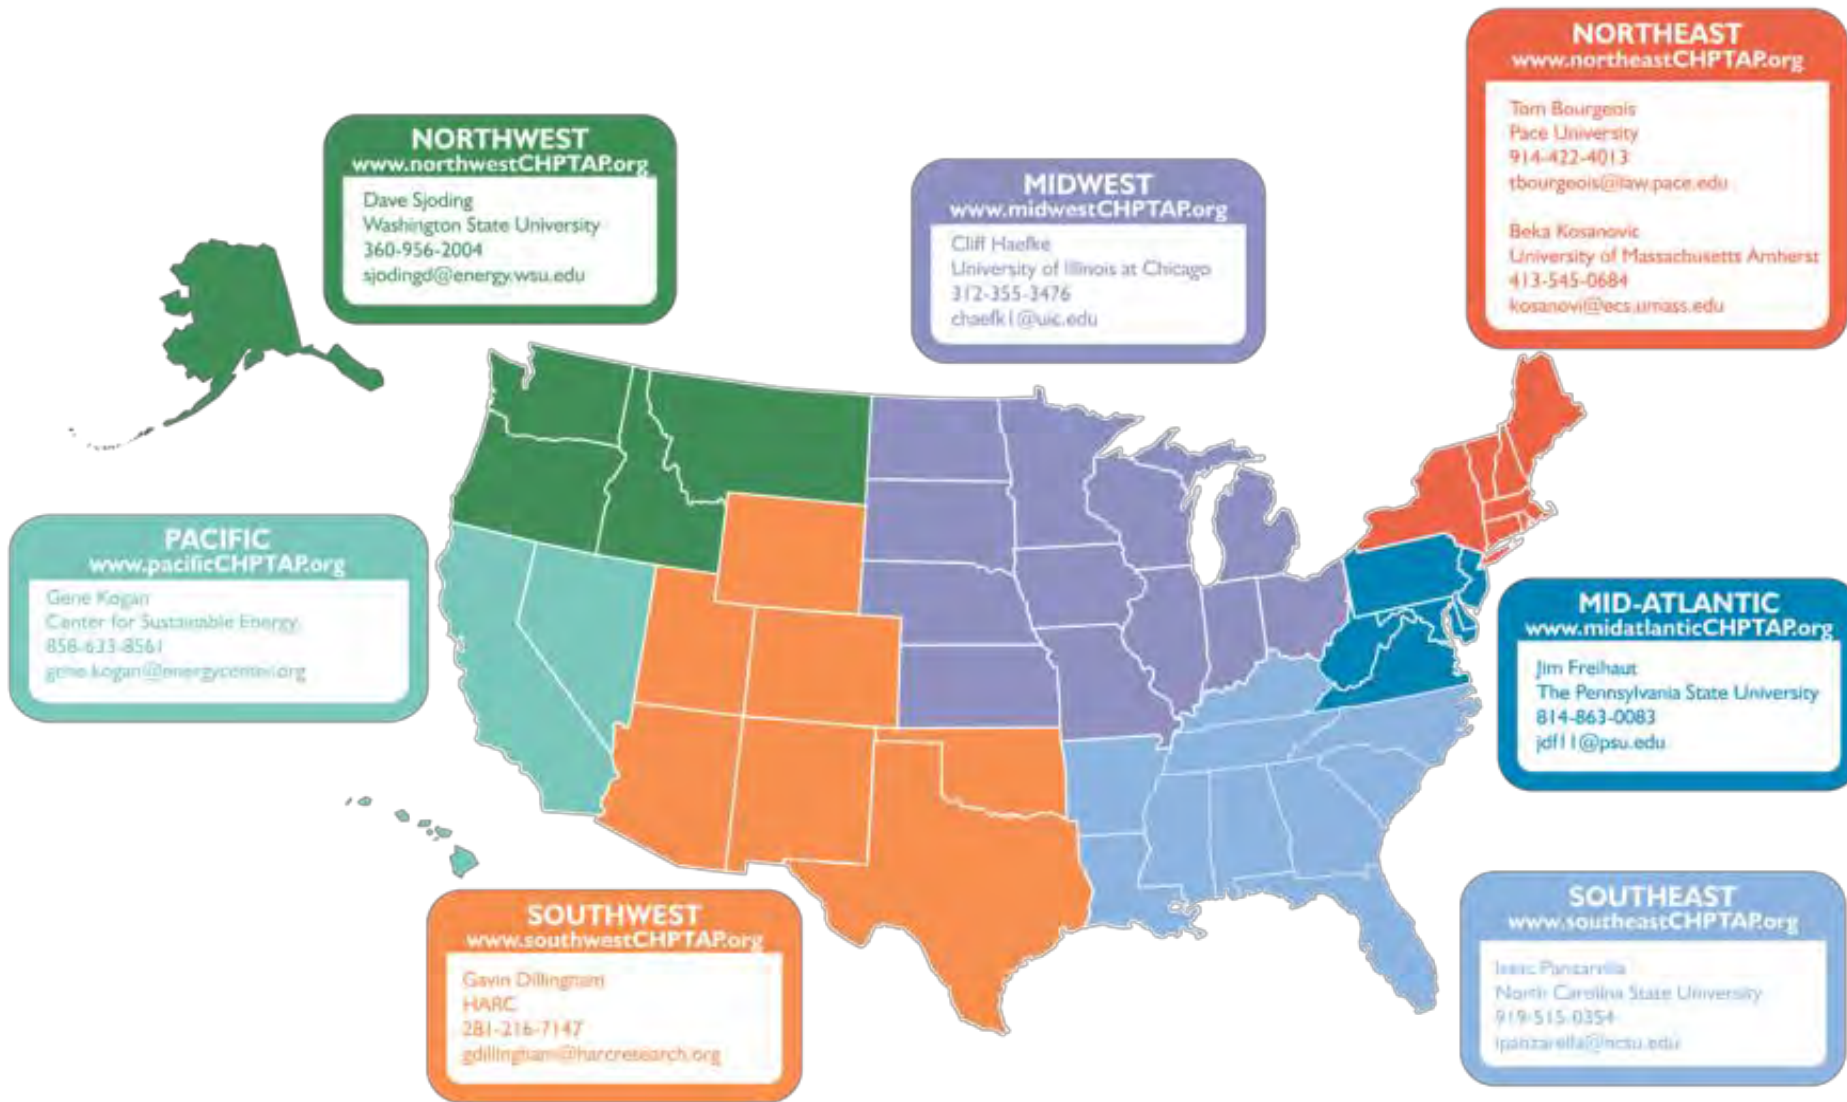 NORTHEAST
www.northeastCHPTAP.org
Tom Bourgeois
Pace University
914-422-4013
tbourgeois@law.pace.edu
Beka Kosanovic
University of Massachusetts Amherst
413-545-0684
kosanovi@ecs.umass.edu
NORTHWEST
www.northwestCHPTAP.org
Dave Sjoding
Washington State University
360-956-2004
sjodingd@energy.wsu.edu
MIDWEST
www.midwestCHPTAP.org
Cliff Haefke
University of Illinois at Chicago
312-355-3476
chaefk1@uic.edu
PACIFIC
www.pacificCHPTAP.org
Gene Kogan
Center for Sustainable Energy
858-633-8561
gene.kogan@energycenter.org
MID-ATLANTIC
www.midatlanticCHPTAP.org
Jim Freihaut
The Pennsylvania State University
814-863-0083
jdf11@psu.edu
SOUTHWEST
www.southwestCHPTAP.org
Gavin Dillingham
HARC
281-216-7147
gdillingham@harcresearch.org
SOUTHEAST
www.southeastCHPTAP.org
Isaac Panzarella
North Carolina State University
919-515-0354
ipanzarella@ncsu.edu